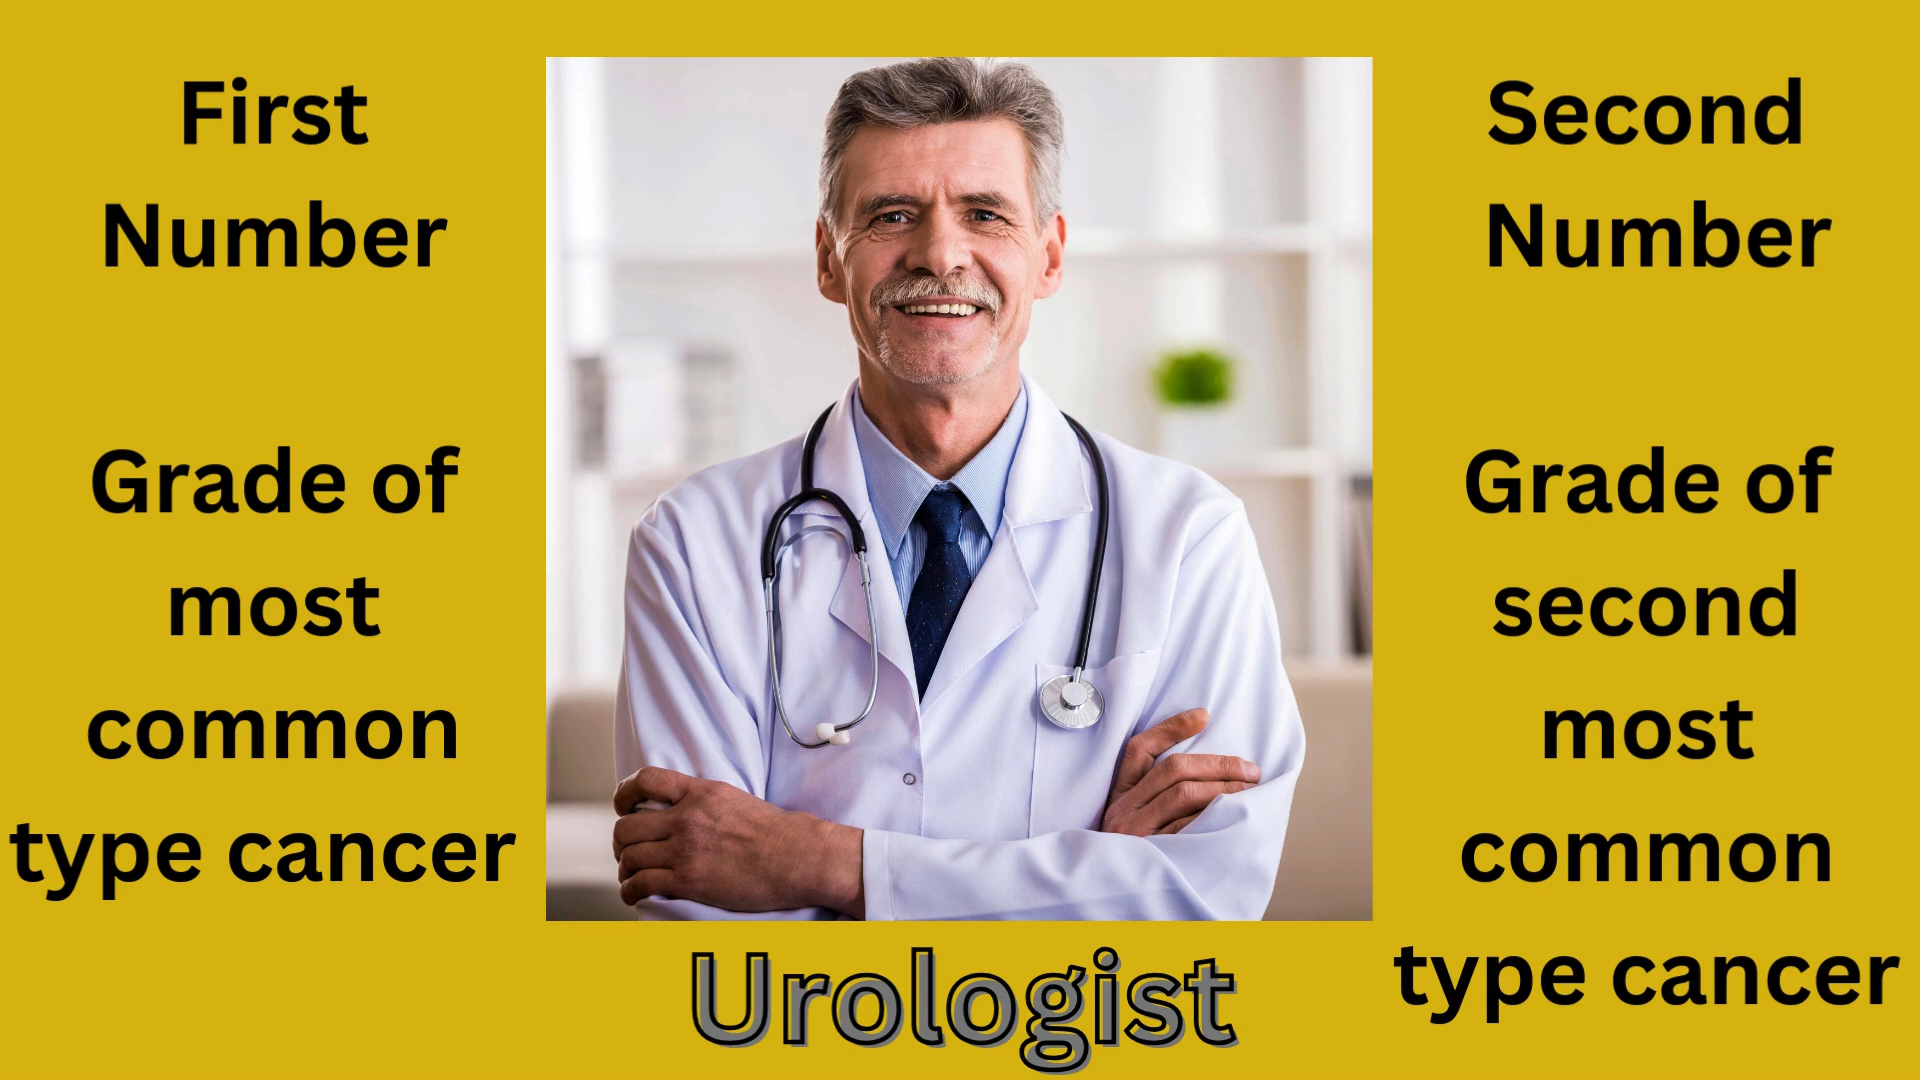 First
Number
Grade of
most
common
type cancer
Second
Number
Grade of
second
most
common
type cancer
Urologist